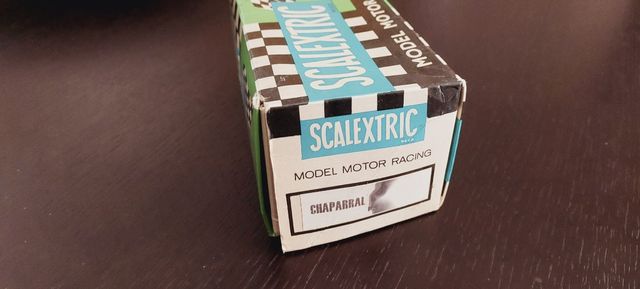 SCALEXTRIC
MODEL MOTOR
SCALEXTRIC
MODEL MOTOR RACING
CHAPARRAL